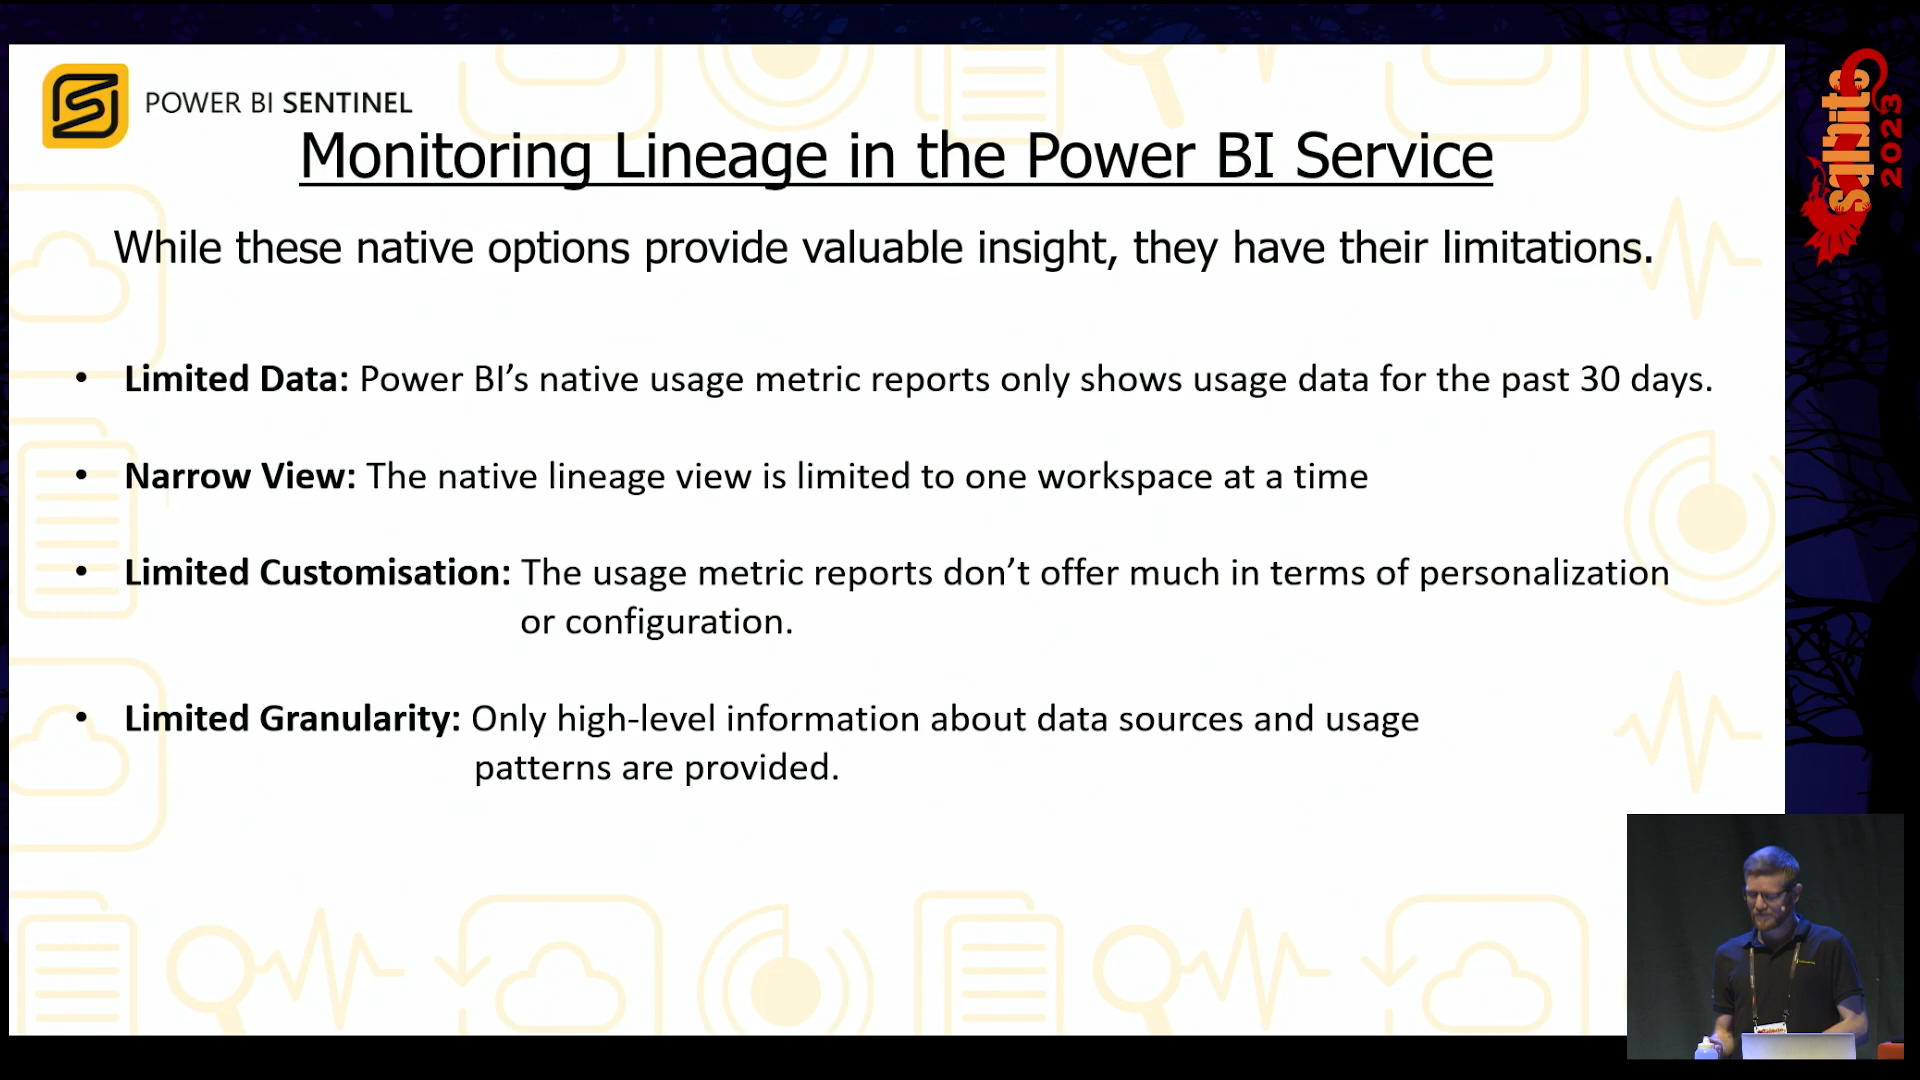 POWER BI SENTINEL
Monitoring Lineage in the Power BI Service
While these native options provide valuable insight, they have their limitations.
• Limited Data: Power BI’s native usage metric reports only shows usage data for the past 30 days.
• Narrow View: The native lineage view is limited to one workspace at a time
• Limited Customisation: The usage metric reports don’t offer much in terms of personalization
or configuration.
• Limited Granularity: Only high-level information about data sources and usage
patterns are provided.
sqlbits
2023